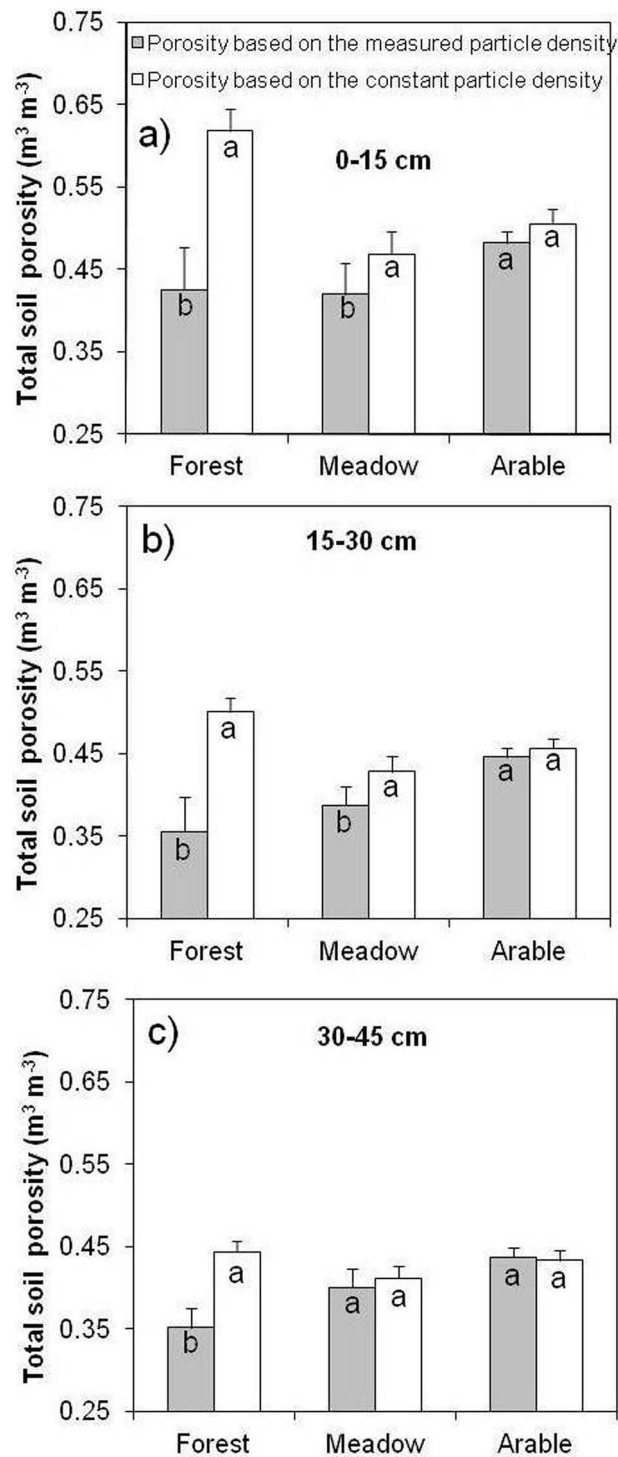 0.75
Porosity based on the measured particle density
Porosity based on the constant particle density
0.65
a)
a
0-15 cm
0.55
0.45
0.35
0.25
b
b
a
a
a
Total soil porosity (m³ m⁻³)
Forest Meadow Arable
0.75
b)
15-30 cm
0.65
0.55
0.45
0.35
0.25
b
a
b
a
a
a
Total soil porosity (m³ m⁻³)
Forest Meadow Arable
0.75
c)
30-45 cm
0.65
0.55
0.45
0.35
0.25
b
a
a
a
a
a
Total soil porosity (m³ m⁻³)
Forest Meadow Arable